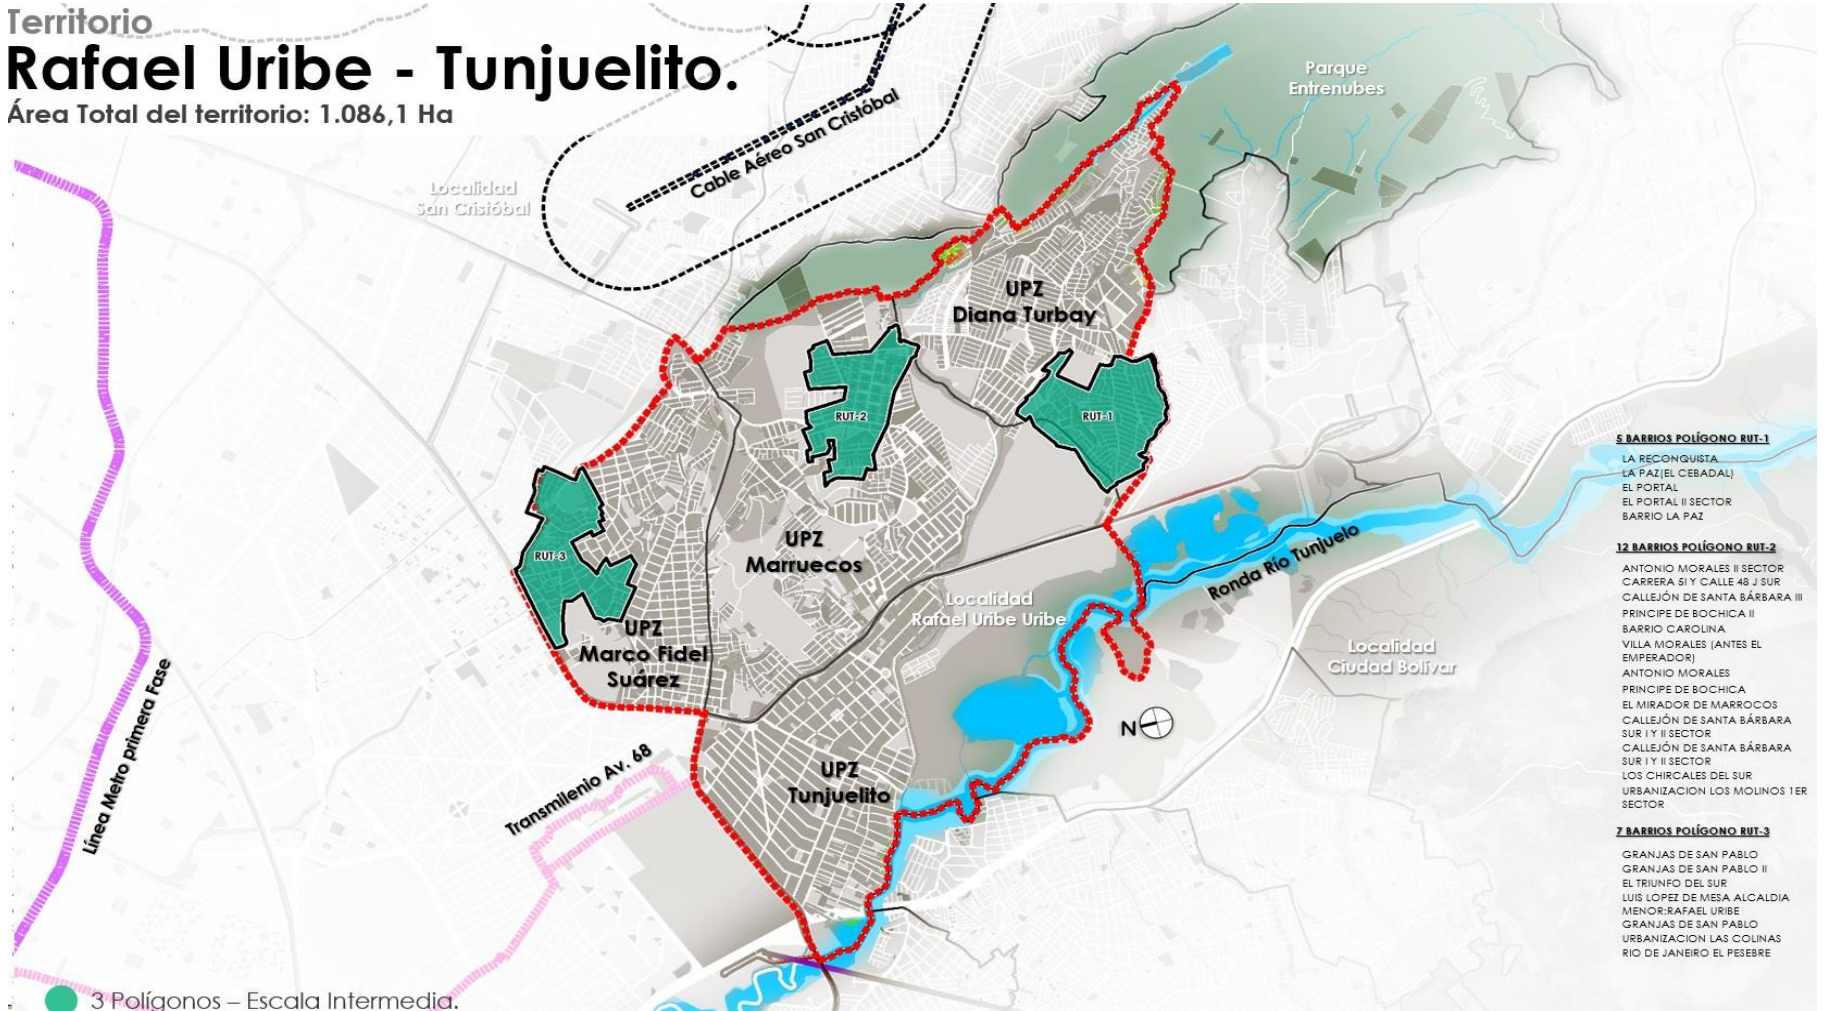 Territorio
Rafael Uribe - Tunjuelito.
Área Total del territorio: 1.086,1 Ha
Parque
Entrenubes
Cable Aéreo San Cristóbal
Localidad
San Cristóbal
UPZ
Diana Turbay
RUT-2
RUT-1
RUT-3
UPZ
Marruecos
UPZ
Marco Fidel
Suárez
Localidad
Rafael Uribe Uribe
Ronda Río Tunjuelo
Localidad
Ciudad Bolívar
N
UPZ
Tunjuelito
Transmilenio Av. 68
Línea Metro primera Fase
3 Polígonos – Escala Intermedia.
5 BARRIOS POLÍGONO RUT-1
LA RECONQUISTA
LA PAZ(EL CEBADAL)
EL PORTAL
EL PORTAL II SECTOR
BARRIO LA PAZ
12 BARRIOS POLÍGONO RUT-2
ANTONIO MORALES II SECTOR
CARRERA 5I Y CALLE 48 J SUR
CALLEJÓN DE SANTA BÁRBARA III
PRINCIPE DE BOCHICA II
BARRIO CAROLINA
VILLA MORALES (ANTES EL
EMPERADOR)
ANTONIO MORALES
PRINCIPE DE BOCHICA
EL MIRADOR DE MARROCOS
CALLEJÓN DE SANTA BÁRBARA
SUR I Y II SECTOR
CALLEJÓN DE SANTA BÁRBARA
SUR I Y II SECTOR
LOS CHIRCALES DEL SUR
URBANIZACION LOS MOLINOS 1ER
SECTOR
7 BARRIOS POLÍGONO RUT-3
GRANJAS DE SAN PABLO
GRANJAS DE SAN PABLO II
EL TRIUNFO DEL SUR
LUIS LOPEZ DE MESA ALCALDIA
MENOR:RAFAEL URIBE
GRANJAS DE SAN PABLO
URBANIZACION LAS COLINAS
RIO DE JANEIRO EL PESEBRE